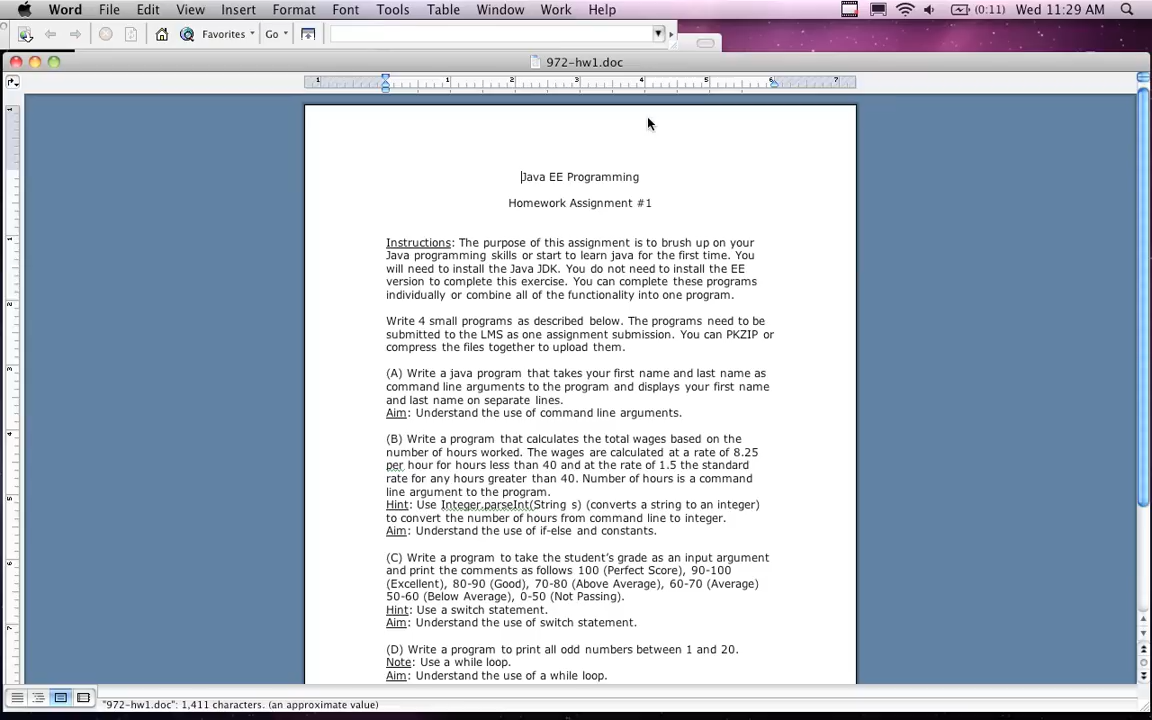 Word File Edit View Insert Format Font Tools Table Window Work Help (0:11) Wed 11:29 AM
Favorites Go
972-hw1.doc
1 1 2 3 4 5 6 7
Java EE Programming
Homework Assignment #1
Instructions: The purpose of this assignment is to brush up on your
Java programming skills or start to learn java for the first time. You
will need to install the Java JDK. You do not need to install the EE
version to complete this exercise. You can complete these programs
individually or combine all of the functionality into one program.
Write 4 small programs as described below. The programs need to be
submitted to the LMS as one assignment submission. You can PKZIP or
compress the files together to upload them.
(A) Write a java program that takes your first name and last name as
command line arguments to the program and displays your first name
and last name on separate lines.
Aim: Understand the use of command line arguments.
(B) Write a program that calculates the total wages based on the
number of hours worked. The wages are calculated at a rate of 8.25
per hour for hours less than 40 and at the rate of 1.5 the standard
rate for any hours greater than 40. Number of hours is a command
line argument to the program.
Hint: Use Integer.parseInt(String s) (converts a string to an integer)
to convert the number of hours from command line to integer.
Aim: Understand the use of if-else and constants.
(C) Write a program to take the student's grade as an input argument
and print the comments as follows 100 (Perfect Score), 90-100
(Excellent), 80-90 (Good), 70-80 (Above Average), 60-70 (Average)
50-60 (Below Average), 0-50 (Not Passing).
Hint: Use a switch statement.
Aim: Understand the use of switch statement.
(D) Write a program to print all odd numbers between 1 and 20.
Note: Use a while loop.
Aim: Understand the use of a while loop.
"972-hw1.doc": 1,411 characters. (an approximate value)